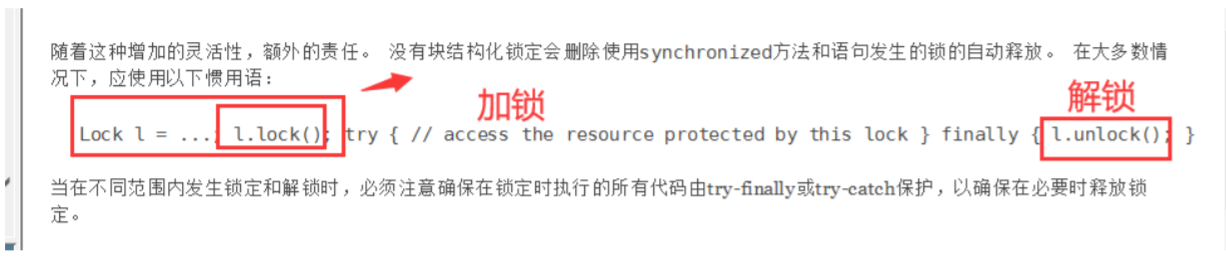 随着这种增加的灵活性，额外的责任。 没有块结构化锁定会删除使用synchronized方法和语句发生的锁的自动释放。 在大多数情
况下，应使用以下惯用语：
加锁
解锁
Lock l = ...; l.lock(); try { // access the resource protected by this lock } finally { l.unlock(); }
当在不同范围内发生锁定和解锁时，必须注意确保在锁定时执行的所有代码由try-finally或try-catch保护，以确保在必要时释放锁
定。